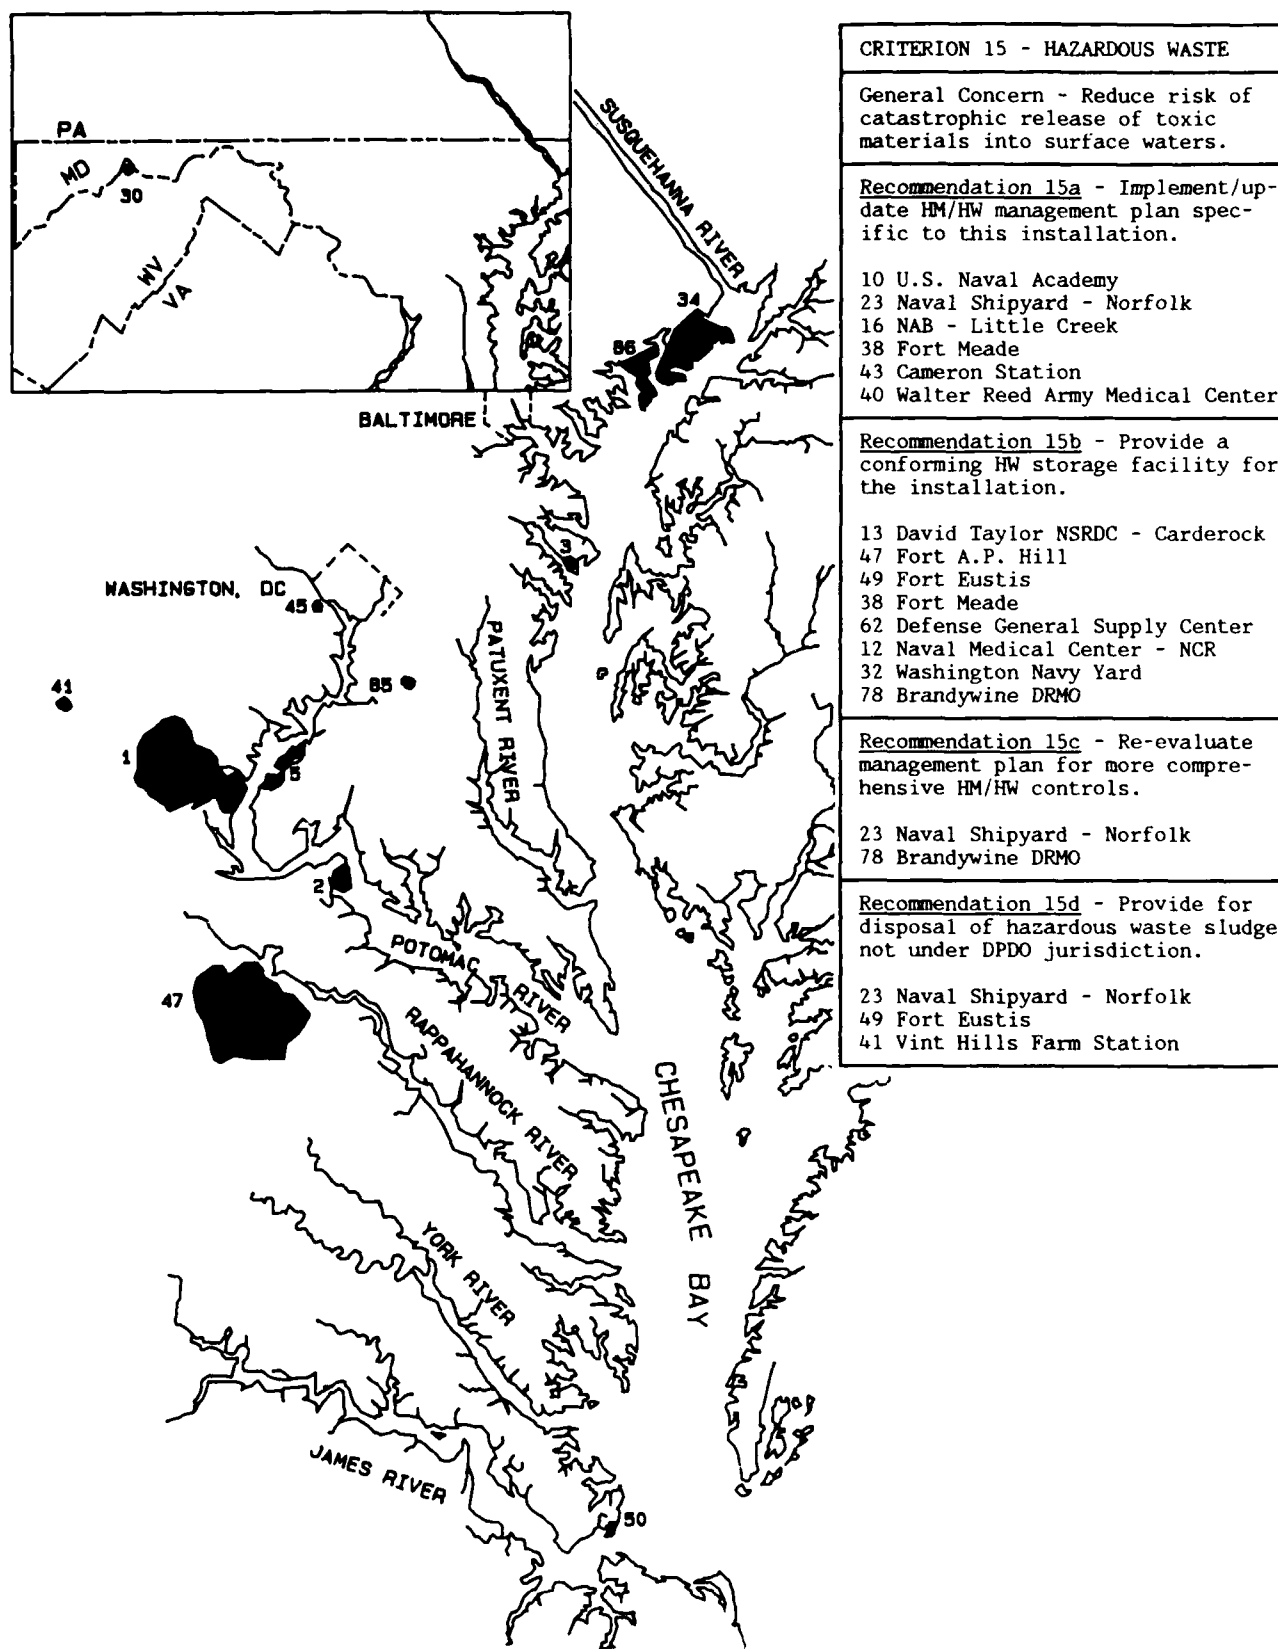 PA
MD
30
WV
VA
SUSQUEHANNA RIVER
34
86
BALTIMORE
3
WASHINGTON, DC
45
PATUXENT RIVER
41
85
1
5
2
POTOMAC RIVER
47
RAPPAHANNOCK RIVER
CHESAPEAKE BAY
YORK RIVER
JAMES RIVER
50
CRITERION 15 - HAZARDOUS WASTE
General Concern - Reduce risk of
catastrophic release of toxic
materials into surface waters.
Recommendation 15a - Implement/up-
date HM/HW management plan spec-
ific to this installation.
10 U.S. Naval Academy
23 Naval Shipyard - Norfolk
16 NAB - Little Creek
38 Fort Meade
43 Cameron Station
40 Walter Reed Army Medical Center
Recommendation 15b - Provide a
conforming HW storage facility for
the installation.
13 David Taylor NSRDC - Carderock
47 Fort A.P. Hill
49 Fort Eustis
38 Fort Meade
62 Defense General Supply Center
12 Naval Medical Center - NCR
32 Washington Navy Yard
78 Brandywine DRMO
Recommendation 15c - Re-evaluate
management plan for more compre-
hensive HM/HW controls.
23 Naval Shipyard - Norfolk
78 Brandywine DRMO
Recommendation 15d - Provide for
disposal of hazardous waste sludge
not under DPDO jurisdiction.
23 Naval Shipyard - Norfolk
49 Fort Eustis
41 Vint Hills Farm Station